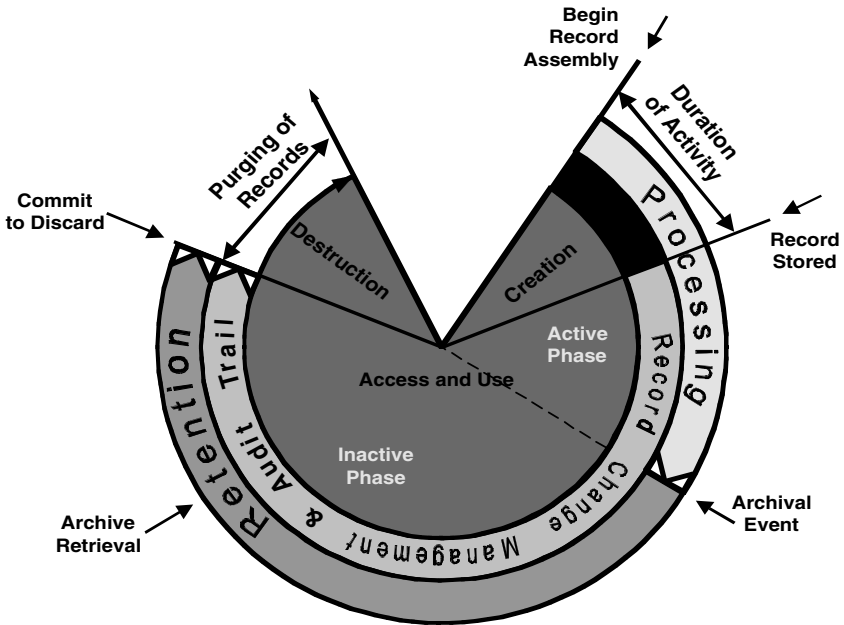 Begin
Record
Assembly
Duration
of Activity
Purging of
Records
Commit
to Discard
Processing
Record
Stored
Destruction
Creation
Active
Phase
Access and Use
Inactive
Phase
Record Change Management & Audit Trail
Retention
Archive
Retrieval
Archival
Event